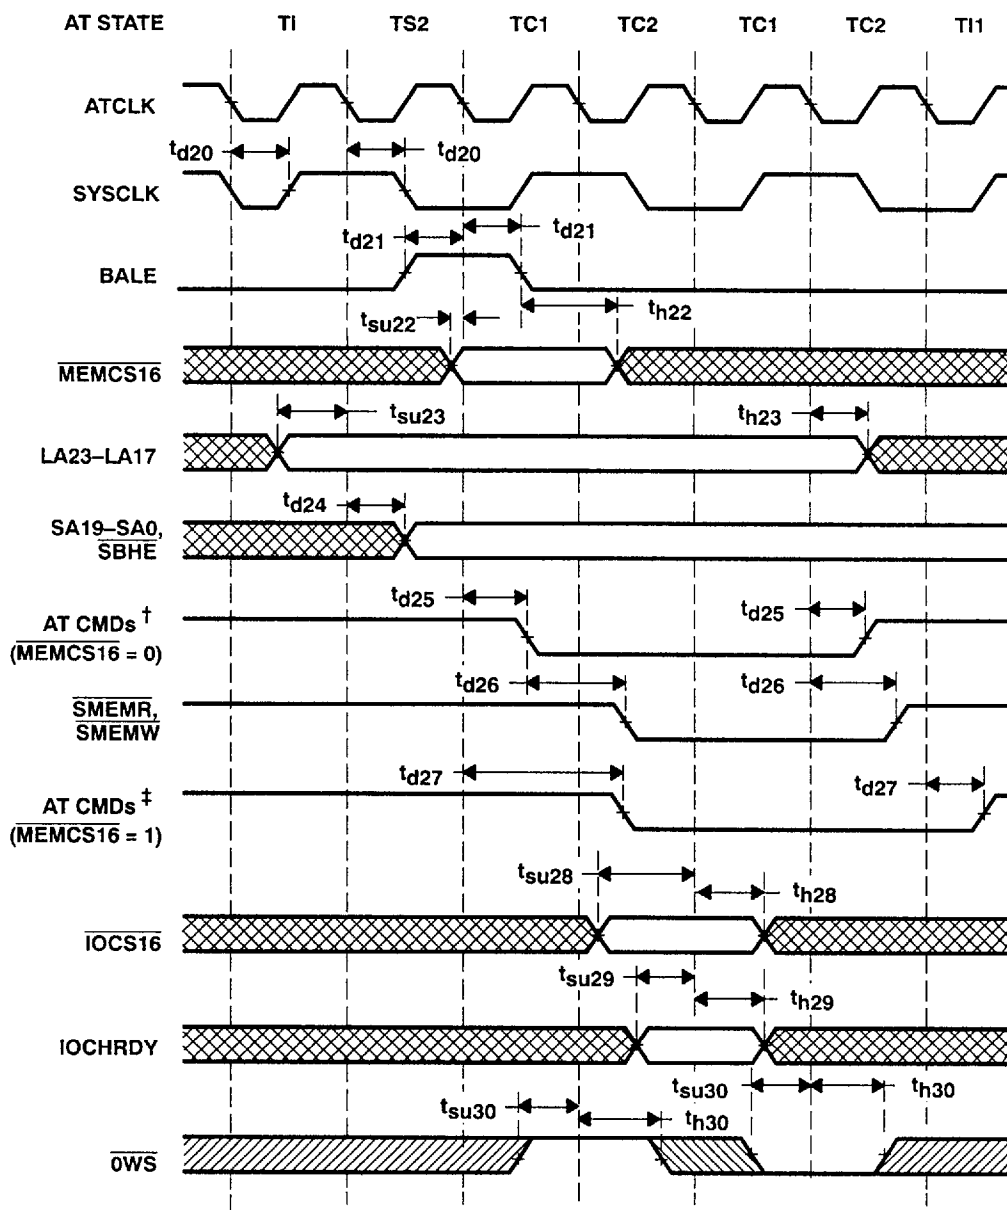 AT STATE TI TS2 TC1 TC2 TC1 TC2 TI1
ATCLK
td20 td20
SYSCLK
td21 td21
BALE
tsu22 th22
MEMCS16
tsu23 th23
LA23–LA17
td24
SA19–SA0,
SBHE
td25 td25
AT CMDs †
(MEMCS16 = 0)
td26 td26
SMEMR,
SMEMW
td27 td27
AT CMDs ‡
(MEMCS16 = 1)
tsu28 th28
IOCS16
tsu29 th29
IOCHRDY
tsu30 th30
tsu30 th30
0WS